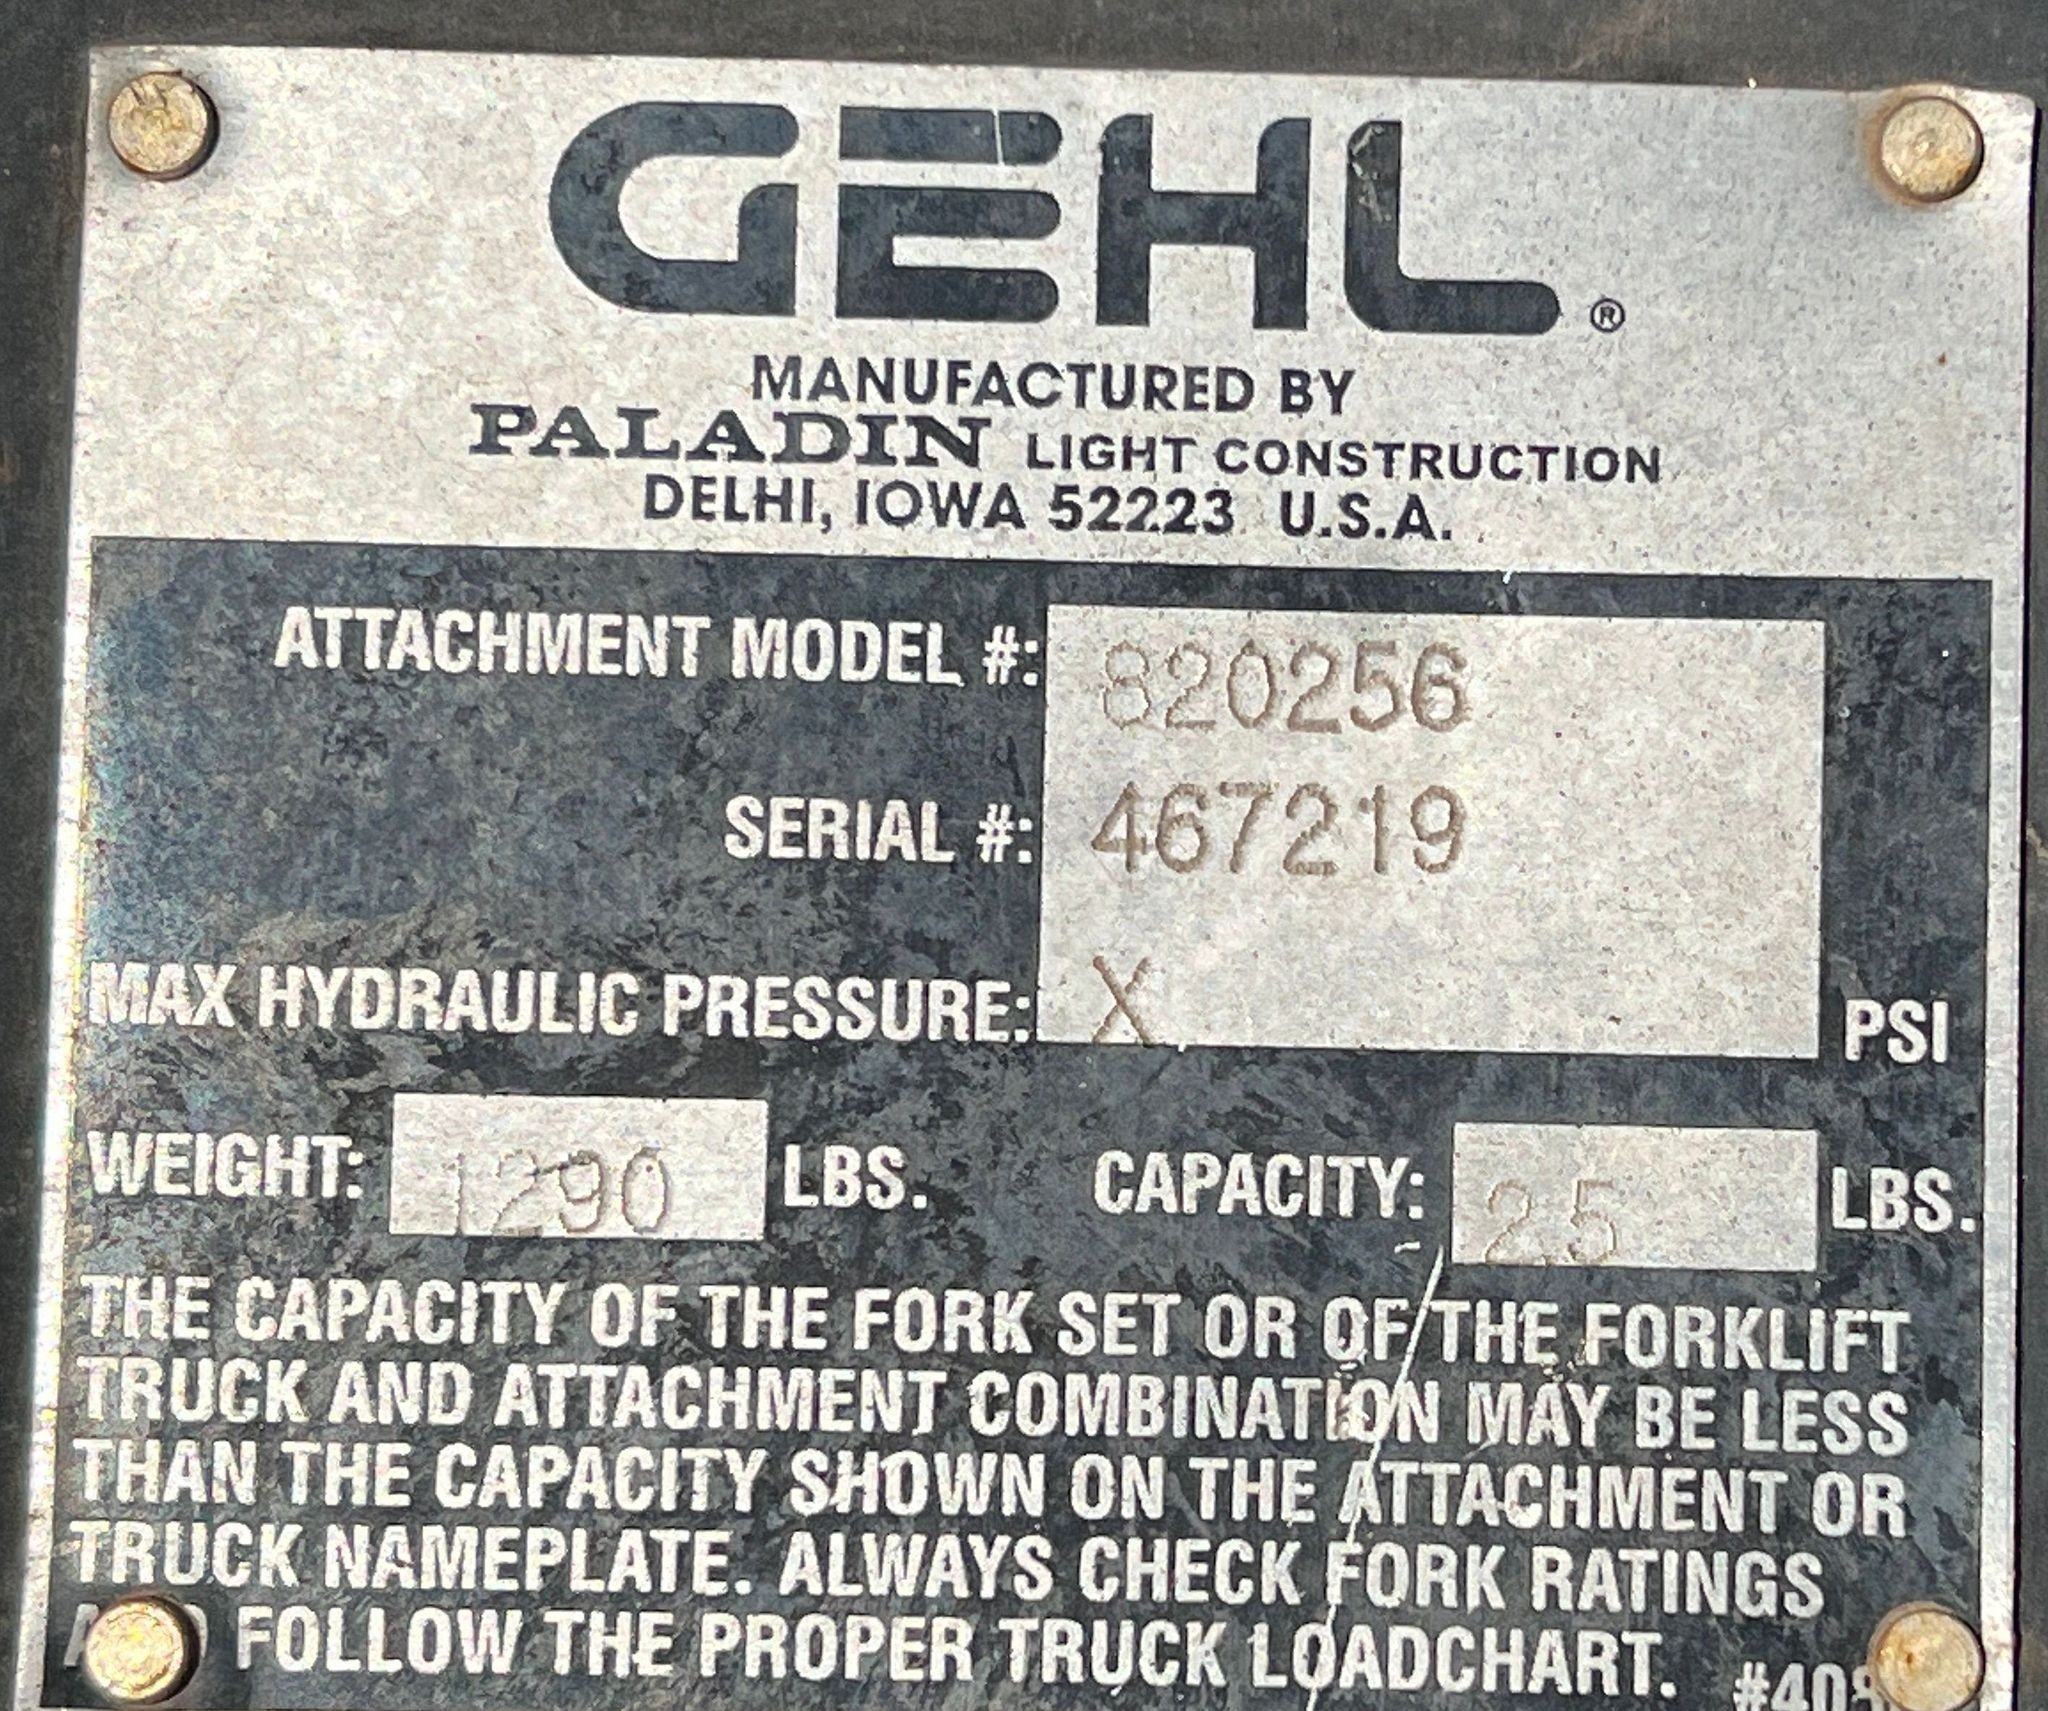 GEHL®
MANUFACTURED BY
PALADIN LIGHT CONSTRUCTION
DELHI, IOWA 52223 U.S.A.
ATTACHMENT MODEL #: 820256
SERIAL #: 467219
MAX HYDRAULIC PRESSURE: X PSI
WEIGHT: 1290 LBS. CAPACITY: 2.5 LBS.
THE CAPACITY OF THE FORK SET OR OF THE FORKLIFT
TRUCK AND ATTACHMENT COMBINATION MAY BE LESS
THAN THE CAPACITY SHOWN ON THE ATTACHMENT OR
TRUCK NAMEPLATE. ALWAYS CHECK FORK RATINGS
FOLLOW THE PROPER TRUCK LOADCHART.